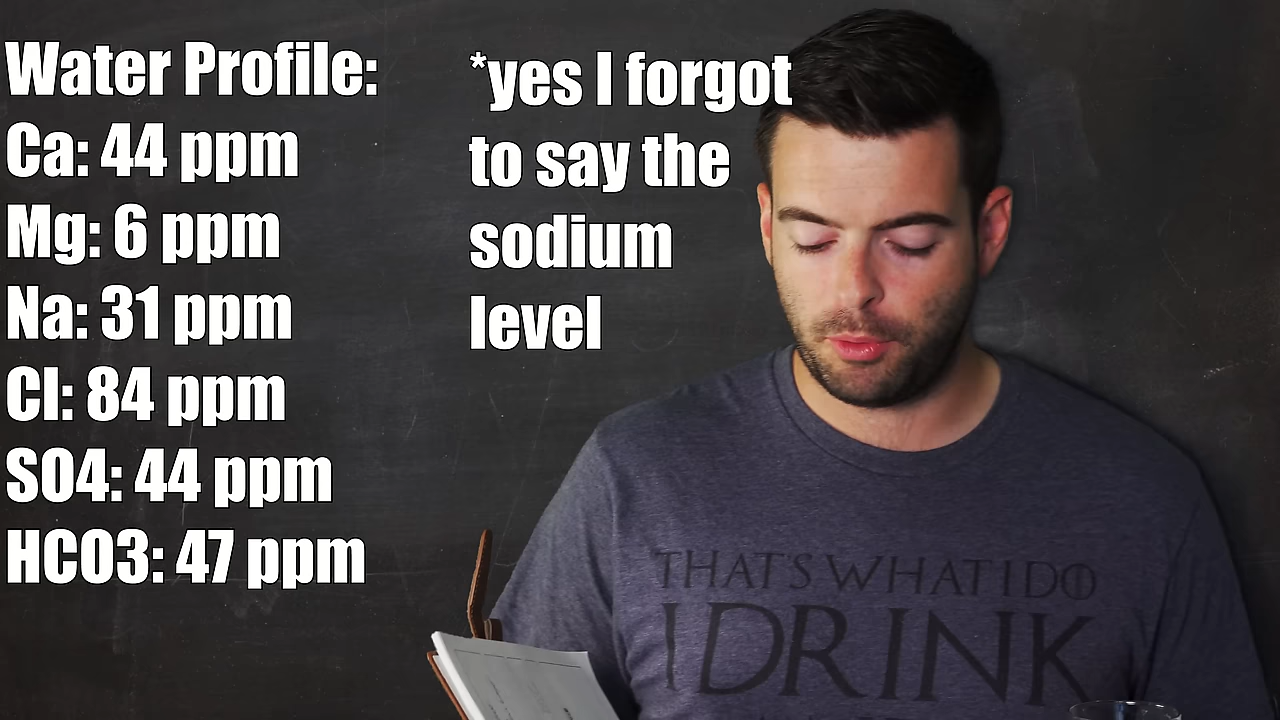 Water Profile:
Ca: 44 ppm
Mg: 6 ppm
Na: 31 ppm
Cl: 84 ppm
SO4: 44 ppm
HCO3: 47 ppm
*yes I forgot
to say the
sodium
level
THAT'S WHAT I DO
I DRINK